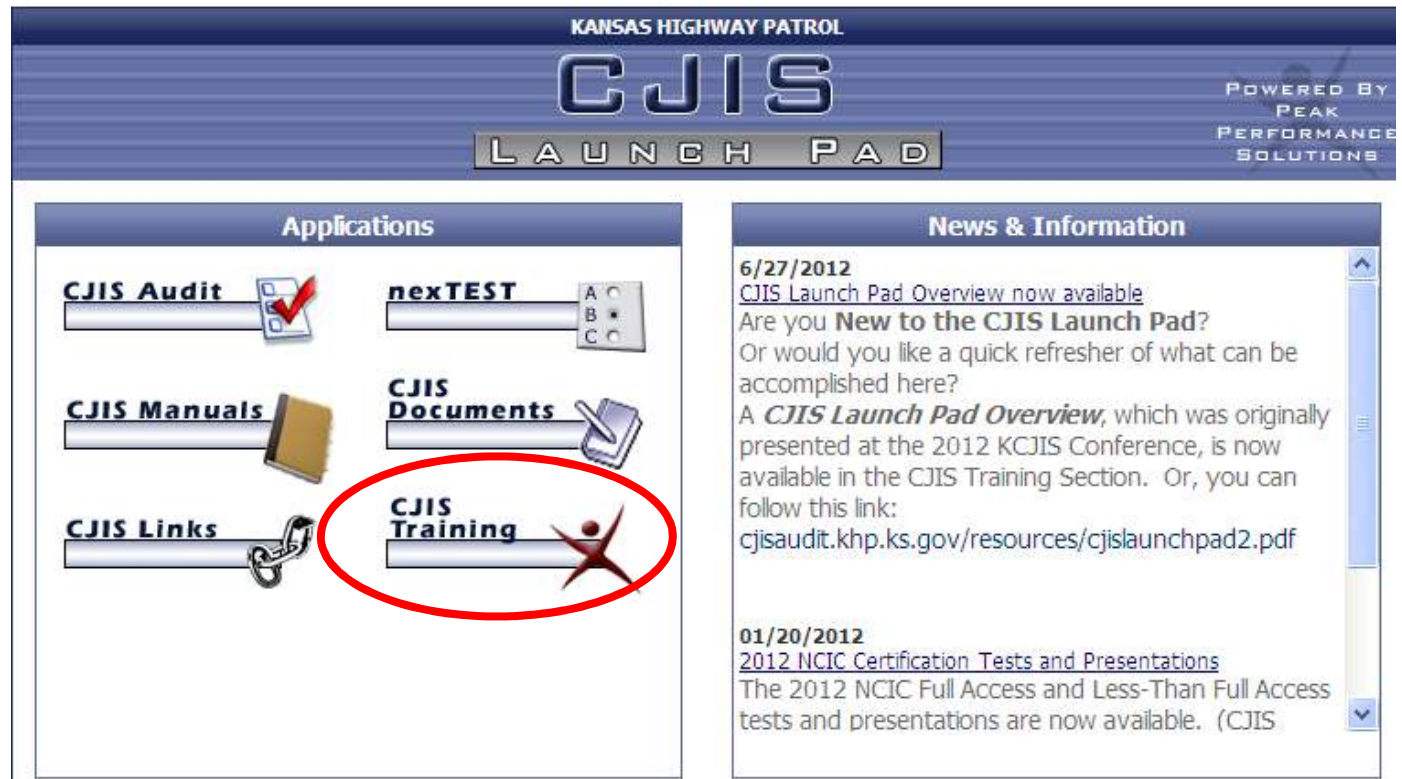 KANSAS HIGHWAY PATROL
CJIS
LAUNCH PAD
POWERED BY
PEAK
PERFORMANCE
SOLUTIONS
Applications
CJIS Audit
nexTEST
A
B
C
CJIS Manuals
CJIS
Documents
CJIS Links
CJIS
Training
News & Information
6/27/2012
CJIS Launch Pad Overview now available
Are you New to the CJIS Launch Pad?
Or would you like a quick refresher of what can be
accomplished here?
A CJIS Launch Pad Overview, which was originally
presented at the 2012 KCJIS Conference, is now
available in the CJIS Training Section. Or, you can
follow this link:
cjisaudit.khp.ks.gov/resources/cjislaunchpad2.pdf
01/20/2012
2012 NCIC Certification Tests and Presentations
The 2012 NCIC Full Access and Less-Than Full Access
tests and presentations are now available. (CJIS